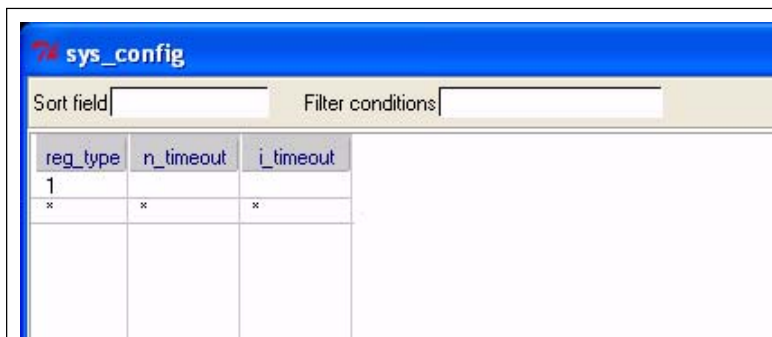 sys_config
Sort field Filter conditions
reg_type n_timeout i_timeout
1
* * *